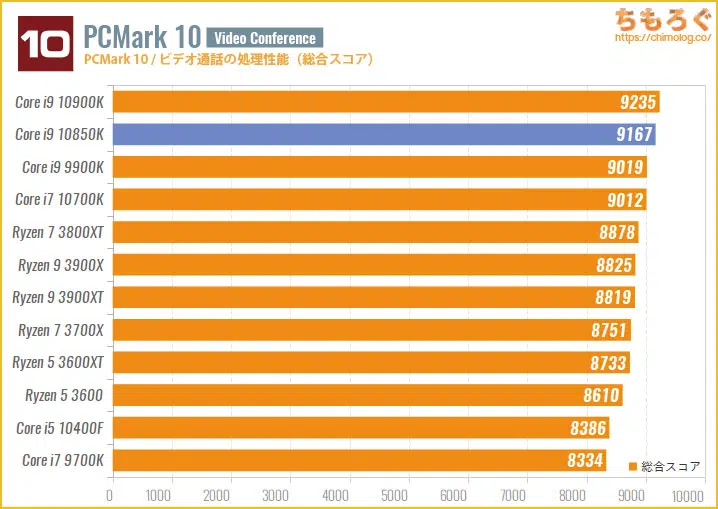 10
PCMark 10 Video Conference
PCMark 10 / ビデオ通話の処理性能（総合スコア）
ちもろぐ
https://chimolog.co/
Core i9 10900K 9235
Core i9 10850K 9167
Core i9 9900K 9019
Core i7 10700K 9012
Ryzen 7 3800XT 8878
Ryzen 9 3900X 8825
Ryzen 9 3900XT 8819
Ryzen 7 3700X 8751
Ryzen 5 3600XT 8733
Ryzen 5 3600 8610
Core i5 10400F 8386
Core i7 9700K 8334
総合スコア
0 1000 2000 3000 4000 5000 6000 7000 8000 9000 10000